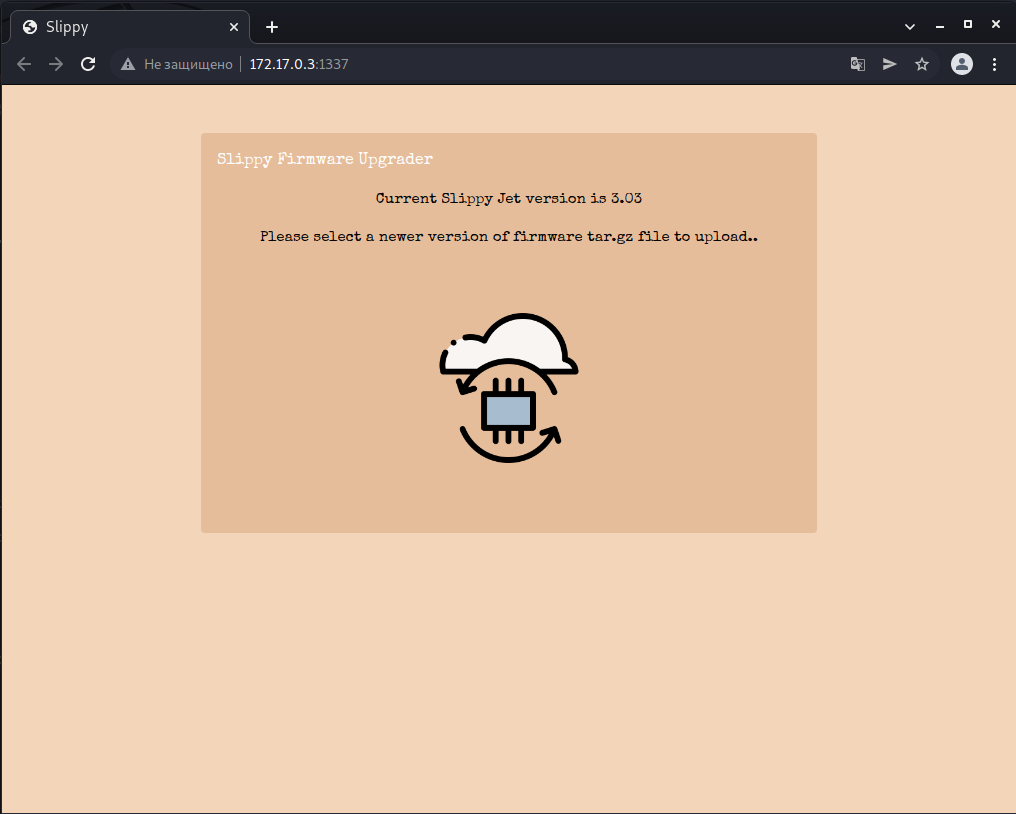 Slippy
Не защищено 172.17.0.3:1337
Slippy Firmware Upgrader
Current Slippy Jet version is 3.03
Please select a newer version of firmware tar.gz file to upload..